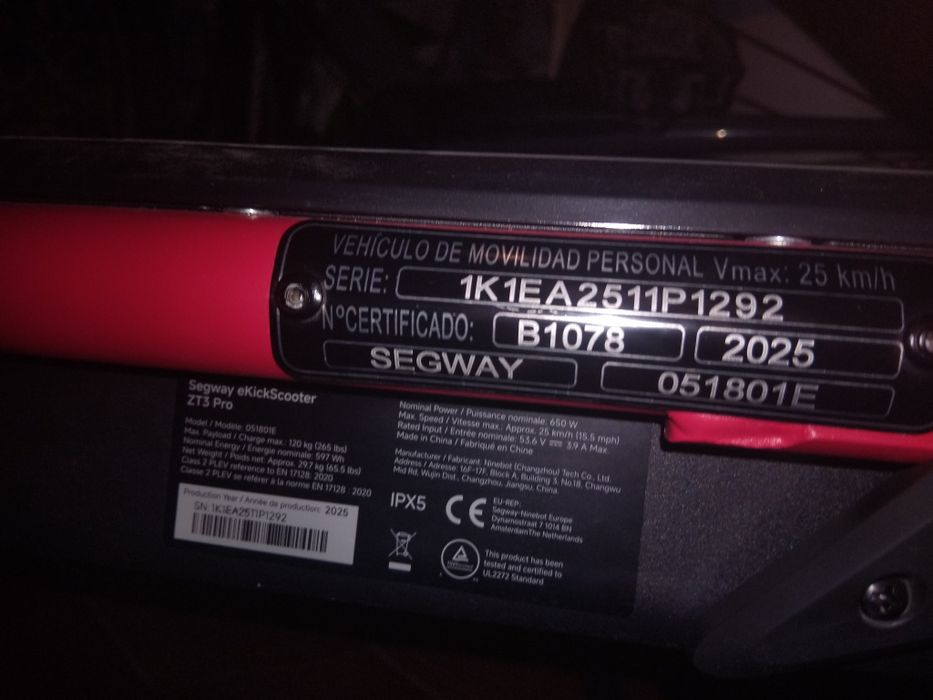 VEHÍCULO DE MOVILIDAD PERSONAL Vmax: 25 km/h
SERIE: 1K1EA2511P1292
NºCERTIFICADO: B1078 2025
SEGWAY 051801E
Segway eKickScooter
ZT3 Pro
Model / Modèle: 051801E
Max. Payload / Charge max.: 120 kg (265 lbs)
Nominal Energy / Énergie nominale: 597 Wh
Net Weight / Poids net: Approx. 29.7 kg (65.5 lbs)
Class 2 PLEV reference to EN 17128: 2020
Classe 2 PLEV se référer à la norme EN 17128 : 2020
Production Year / Année de production: 2025
SN: 1K1EA2511P1292
Nominal Power / Puissance nominale: 650 W
Max. Speed / Vitesse max.: Approx. 25 km/h (15.5 mph)
Rated Input / Entrée nominale: 53.6 V 3.9 A Max.
Made in China / Fabriqué en Chine
Manufacturer / Fabricant: Ninebot (Changzhou) Tech Co., Ltd.
Address / Adresse: 16F-17F, Block A, Building 3, No.18, Changwu
Mid Rd, Wujin Dist., Changzhou, Jiangsu, China.
IPX5
CE
EU-REP:
Segway-Ninebot Europe
Dynamostraat 7 1014 BN
Amsterdam The Netherlands
This product has been
tested and certified to
UL2272 Standard